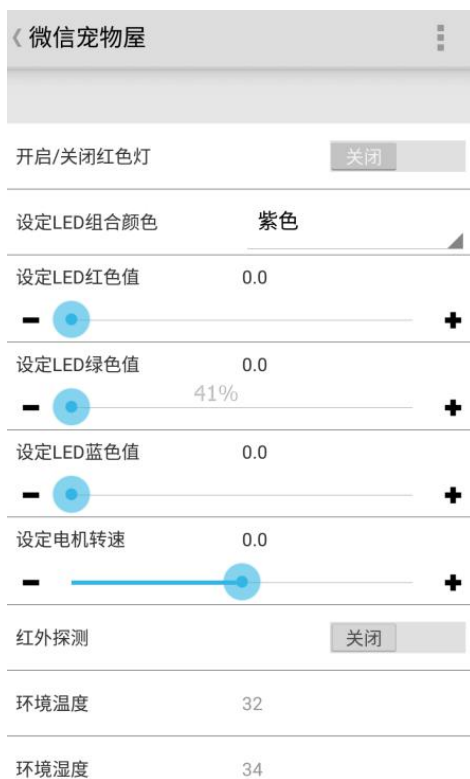 微信宠物屋
开启/关闭红色灯 关闭
设定LED组合颜色 紫色
设定LED红色值 0.0
设定LED绿色值 0.0
41%
设定LED蓝色值 0.0
设定电机转速 0.0
红外探测 关闭
环境温度 32
环境湿度 34